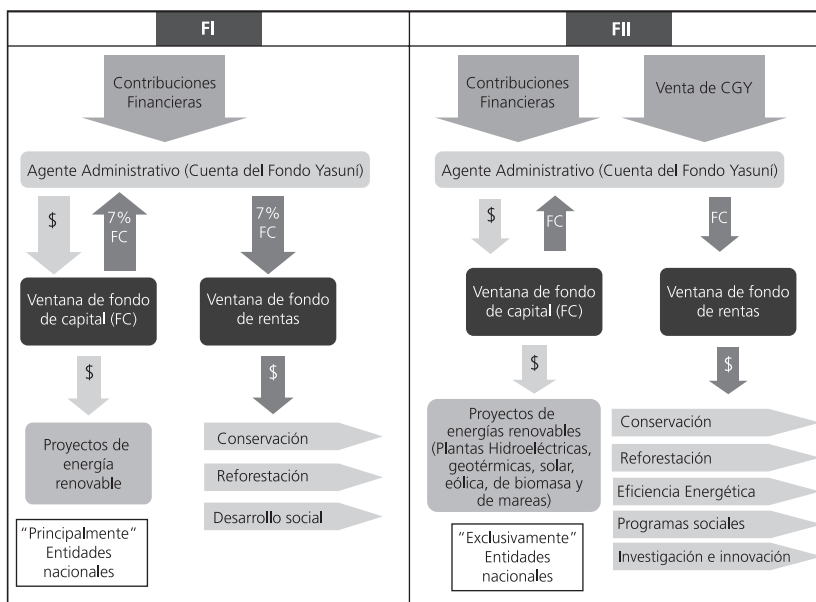 FI
Contribuciones
Financieras
Agente Administrativo (Cuenta del Fondo Yasuní)
$
7%
FC
7%
FC
Ventana de fondo
de capital (FC)
Ventana de fondo
de rentas
$
$
Proyectos de
energía
renovable
Conservación
Reforestación
Desarrollo social
"Principalmente"
Entidades
nacionales
FII
Contribuciones
Financieras
Venta de CGY
Agente Administrativo (Cuenta del Fondo Yasuní)
$
FC
FC
Ventana de fondo
de capital (FC)
Ventana de fondo
de rentas
$
$
Proyectos de
energías renovables
(Plantas Hidroeléctricas,
geotérmicas, solar,
eólica, de biomasa y
de mareas)
Conservación
Reforestación
Eficiencia Energética
Programas sociales
Investigación e innovación
"Exclusivamente"
Entidades
nacionales